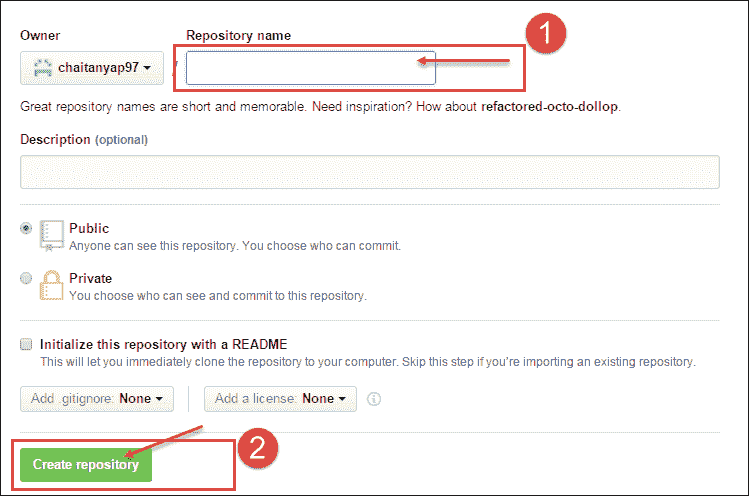 Owner Repository name 1
chaitanyap97 /
Great repository names are short and memorable. Need inspiration? How about refactored-octo-dollop.
Description (optional)
Public
Anyone can see this repository. You choose who can commit.
Private
You choose who can see and commit to this repository.
Initialize this repository with a README
This will let you immediately clone the repository to your computer. Skip this step if you're importing an existing repository.
Add .gitignore: None Add a license: None i
2
Create repository